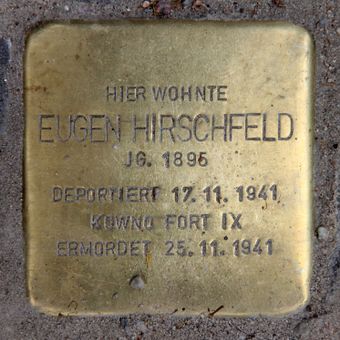 HIER WOHNTE
EUGEN HIRSCHFELD
JG. 1895
DEPORTIERT 17.11.1941
KOWNO FORT IX
ERMORDET 25.11.1941